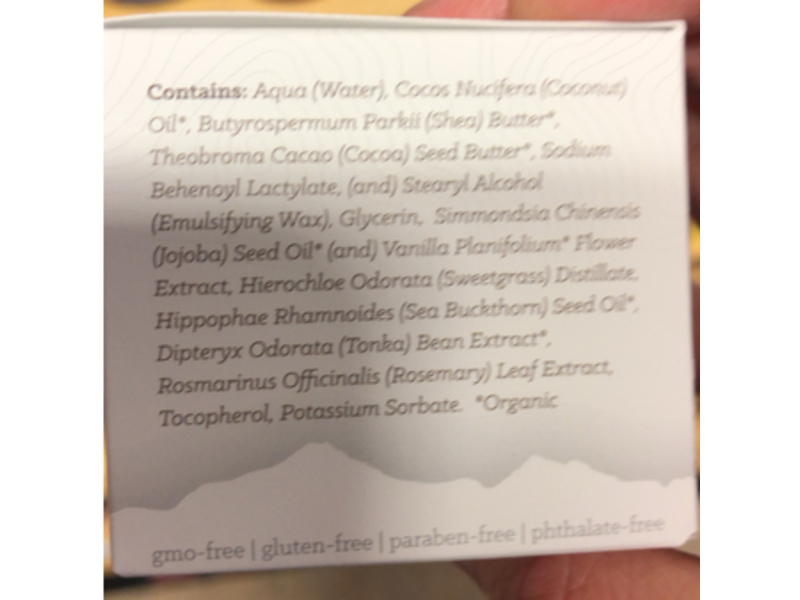 Contains: Aqua (Water), Cocos Nucifera (Coconut)
Oil*, Butyrospermum Parkii (Shea) Butter*,
Theobroma Cacao (Cocoa) Seed Butter*, Sodium
Behenoyl Lactylate, (and) Stearyl Alcohol
(Emulsifying Wax), Glycerin, Simmondsia Chinensis
(Jojoba) Seed Oil* (and) Vanilla Planifolium* Flower
Extract, Hierochloe Odorata (Sweetgrass) Distillate,
Hippophae Rhamnoides (Sea Buckthorn) Seed Oil*,
Dipteryx Odorata (Tonka) Bean Extract*,
Rosmarinus Officinalis (Rosemary) Leaf Extract,
Tocopherol, Potassium Sorbate. *Organic
gmo-free | gluten-free | paraben-free | phthalate-free